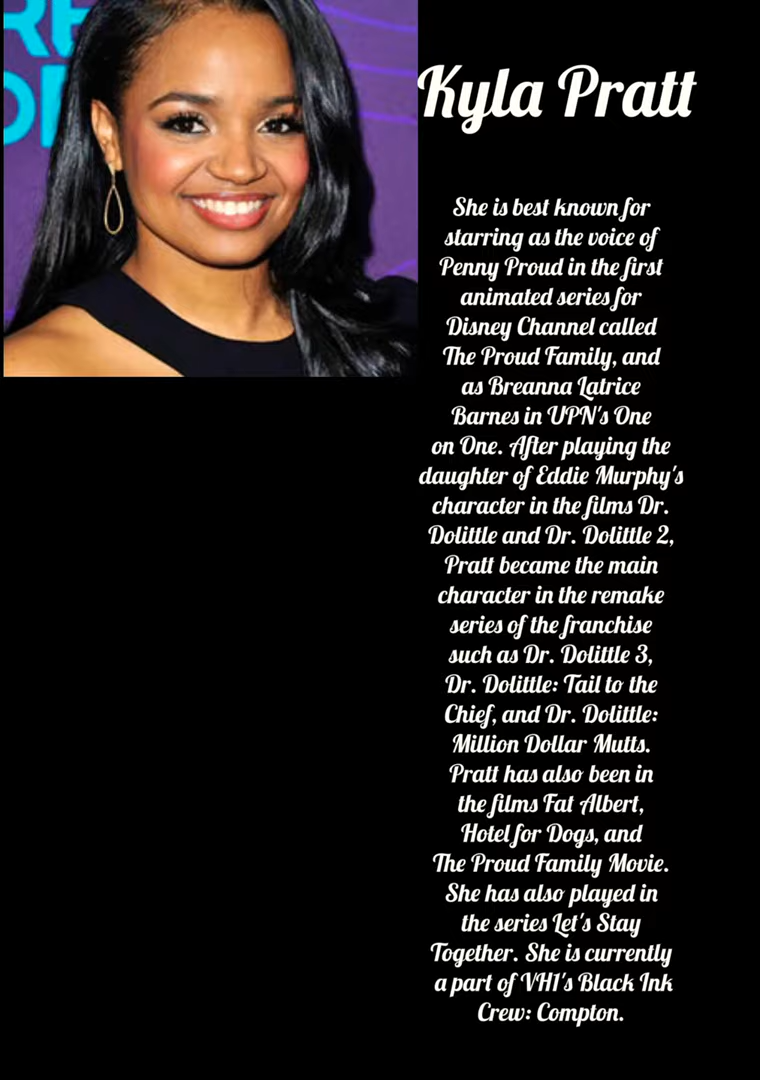 RE
Kyla Pratt
She is best known for
starring as the voice of
Penny Proud in the first
animated series for
Disney Channel called
The Proud Family, and
as Breanna Latrice
Barnes in UPN's One
on One. After playing the
daughter of Eddie Murphy's
character in the films Dr.
Dolittle and Dr. Dolittle 2,
Pratt became the main
character in the remake
series of the franchise
such as Dr. Dolittle 3,
Dr. Dolittle: Tail to the
Chief, and Dr. Dolittle:
Million Dollar Mutts.
Pratt has also been in
the films Fat Albert,
Hotel for Dogs, and
The Proud Family Movie.
She has also played in
the series Let's Stay
Together. She is currently
a part of VH1's Black Ink
Crew: Compton.